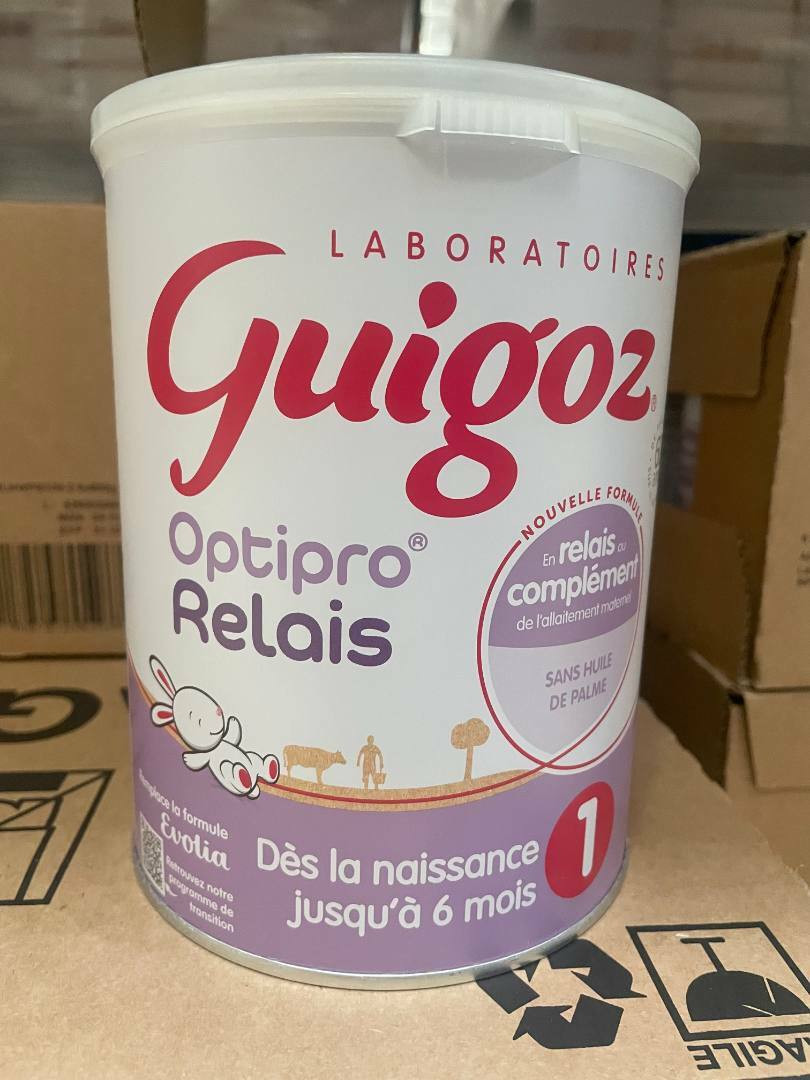 LABORATOIRES
Guigoz
Optipro®
Relais
NOUVELLE FORMULE
En relais ou
complément
de l'allaitement maternel
SANS HUILE
DE PALME
Remplace la formule
Evolia
Retrouvez notre
programme de
transition
Dès la naissance
jusqu'à 6 mois
1
FRAGILE